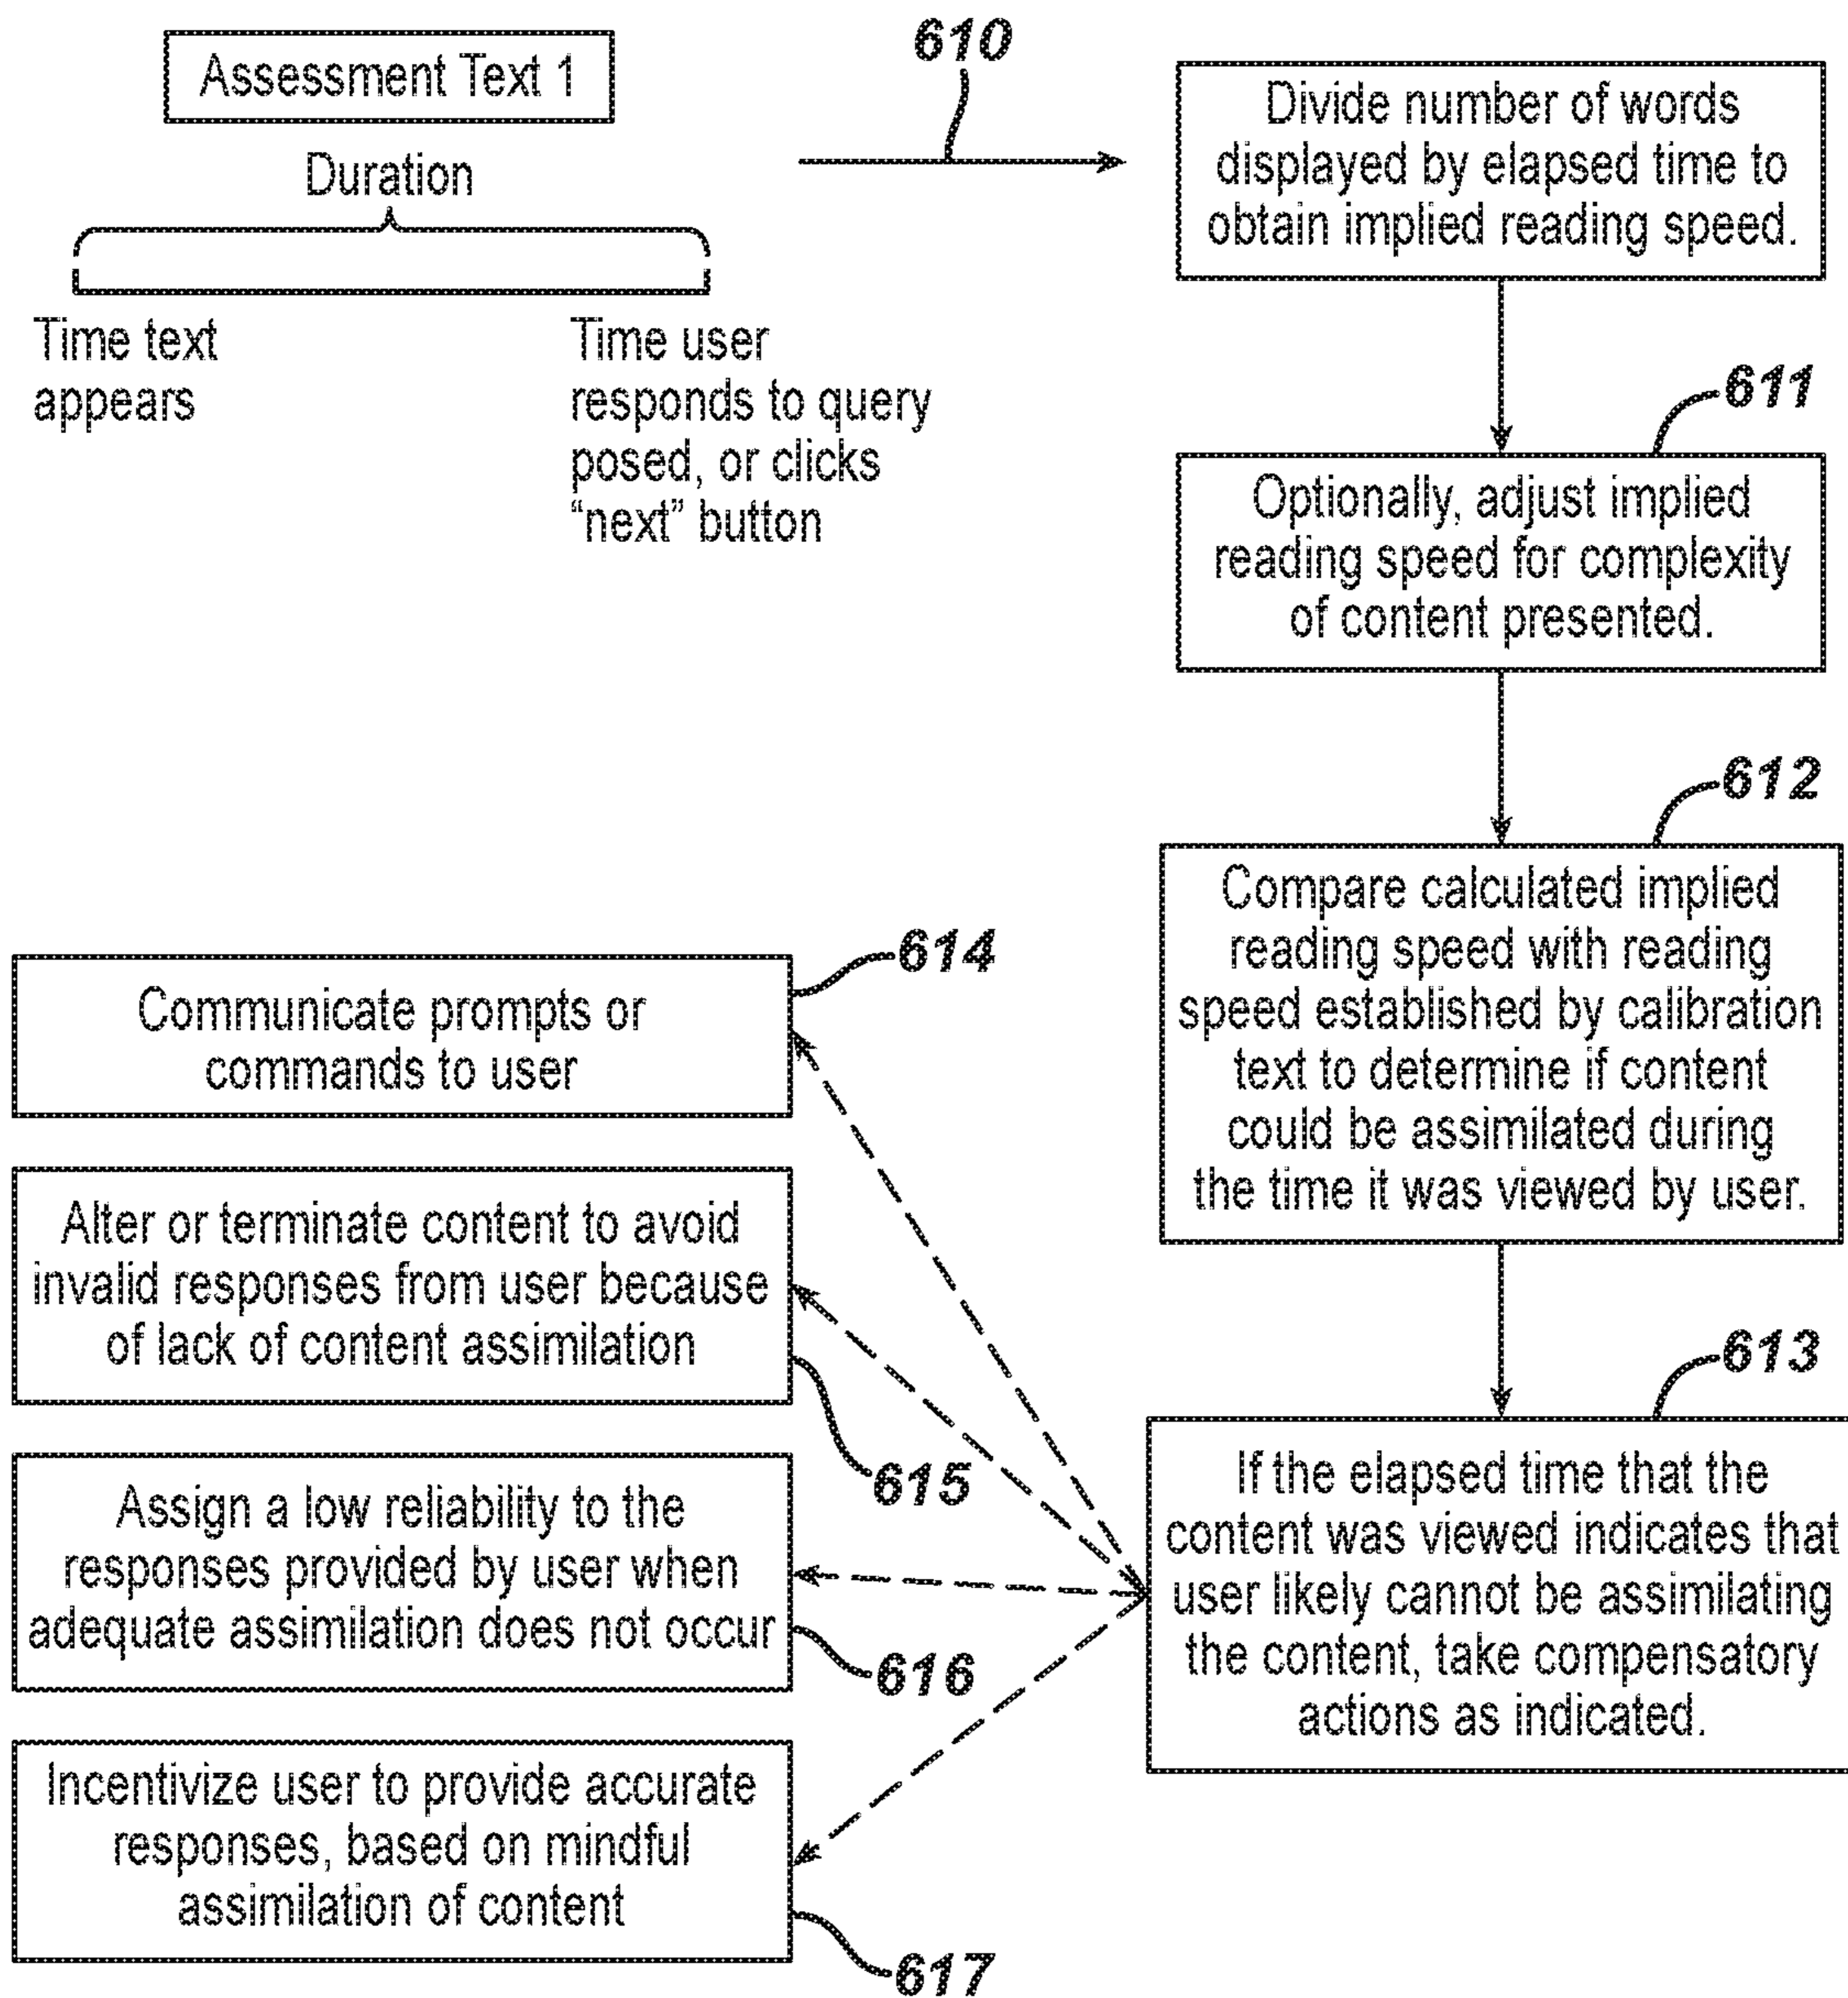 Assessment Text 1
Duration
Time text
appears
Time user
responds to query
posed, or clicks
“next” button
610
Divide number of words
displayed by elapsed time to
obtain implied reading speed.
611
Optionally, adjust implied
reading speed for complexity
of content presented.
612
Compare calculated implied
reading speed with reading
speed established by calibration
text to determine if content
could be assimilated during
the time it was viewed by user.
613
If the elapsed time that the
content was viewed indicates that
user likely cannot be assimilating
the content, take compensatory
actions as indicated.
614
Communicate prompts or
commands to user
Alter or terminate content to avoid
invalid responses from user because
of lack of content assimilation
615
Assign a low reliability to the
responses provided by user when
adequate assimilation does not occur
616
Incentivize user to provide accurate
responses, based on mindful
assimilation of content
617